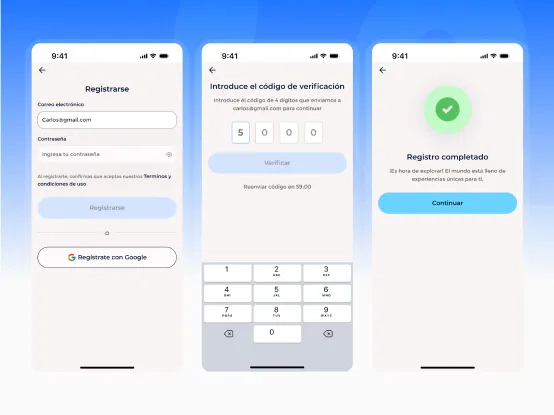 9:41
Registrarse
Correo electrónico
Carlos@gmail.com
Contraseña
Ingresa tu contraseña
Al registrarte, confirmas que aceptas nuestros Terminos y
condiciones de uso
Registrarse
O
Registrate con Google
9:41
Introduce el código de verificación
Introduce el código de 4 dígitos que enviamos a
carlos@gmail.com para continuar
5 0 0 0
Verificar
Reenviar código en 59:00
1 2 3
ABC DEF
4 5 6
GHI JKL MNO
7 8 9
PQRS TUV WXYZ
0
9:41
Registro completado
¡Es hora de explorar! El mundo está lleno de
experiencias únicas para ti.
Continuar